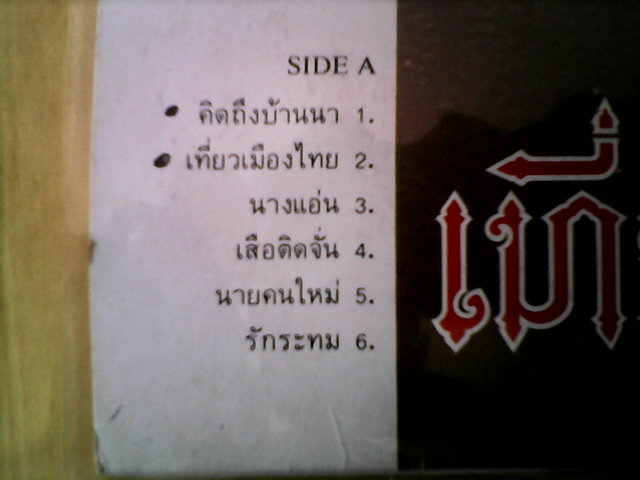 SIDE A
คิดถึงบ้านนา 1.
เที่ยวเมืองไทย 2.
นางแอ่น 3.
เสือติดจั่น 4.
นายคนใหม่ 5.
รักระทม 6.